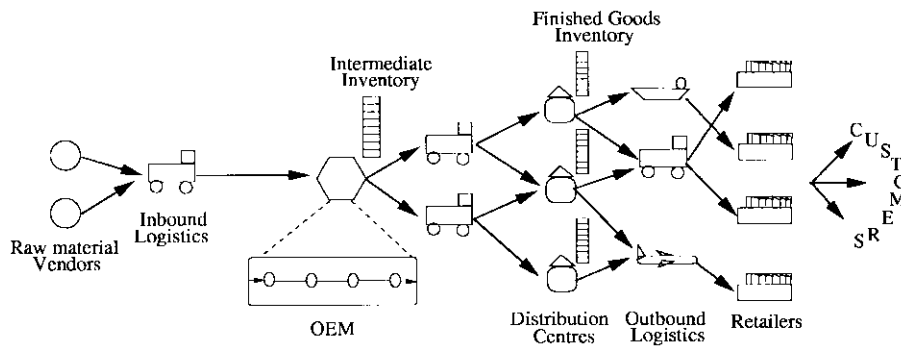 Finished Goods
Inventory
Intermediate
Inventory
Inbound
Logistics
Raw material
Vendors
OEM
Distribution
Centres
Outbound
Logistics
Retailers
CUSTOMERS